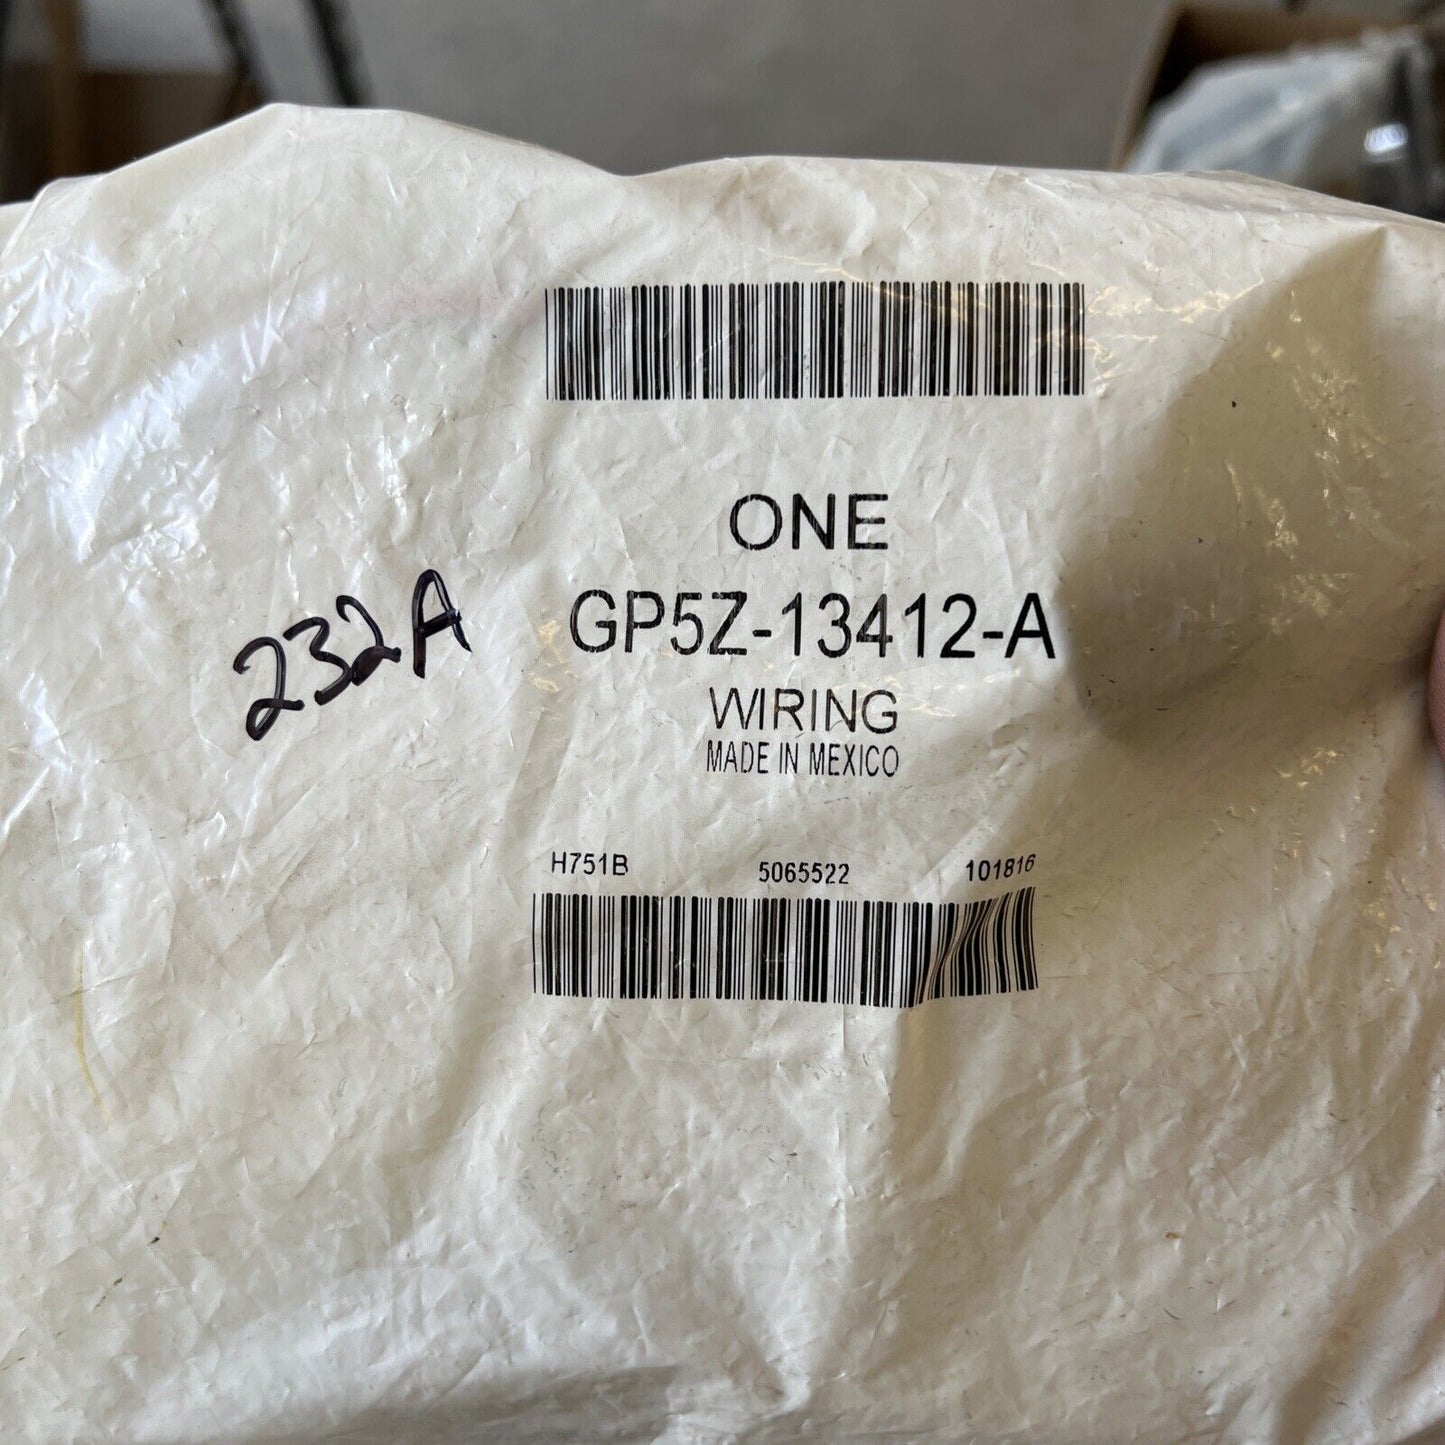 ONE
232A
GP5Z-13412-A
WIRING
MADE IN MEXICO
H751B 5065522 101816